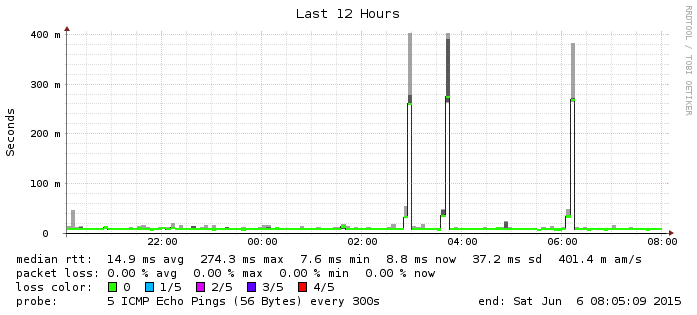 Last 12 Hours
RRDTOOL / TOBI OETIKER
Seconds
400 m
300 m
200 m
100 m
0
22:00 00:00 02:00 04:00 06:00 08:00
median rtt: 14.9 ms avg 274.3 ms max 7.6 ms min 8.8 ms now 37.2 ms sd 401.4 m am/s
packet loss: 0.00 % avg 0.00 % max 0.00 % min 0.00 % now
loss color: 0 1/5 2/5 3/5 4/5
probe: 5 ICMP Echo Pings (56 Bytes) every 300s end: Sat Jun 6 08:05:09 2015